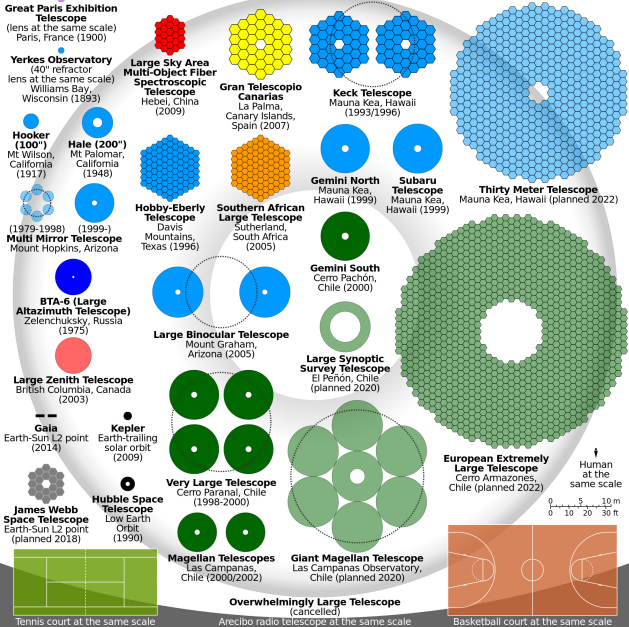 Great Paris Exhibition
Telescope
(lens at the same scale)
Paris, France (1900)
Yerkes Observatory
(40" refractor
lens at the same scale)
Williams Bay,
Wisconsin (1893)
Hooker
(100")
Mt Wilson,
California
(1917)
Hale (200")
Mt Palomar,
California
(1948)
(1979-1998)
(1999-)
Multi Mirror Telescope
Mount Hopkins, Arizona
BTA-6 (Large
Altazimuth Telescope)
Zelenchuksky, Russia
(1975)
Large Zenith Telescope
British Columbia, Canada
(2003)
Gaia
Earth-Sun L2 point
(2014)
Kepler
Earth-trailing
solar orbit
(2009)
James Webb
Space Telescope
Earth-Sun L2 point
(planned 2018)
Hubble Space
Telescope
Low Earth
Orbit
(1990)
Large Sky Area
Multi-Object Fiber
Spectroscopic
Telescope
Hebei, China
(2009)
Gran Telescopio
Canarias
La Palma,
Canary Islands,
Spain (2007)
Keck Telescope
Mauna Kea, Hawaii
(1993/1996)
Hobby-Eberly
Telescope
Davis
Mountains,
Texas (1996)
Southern African
Large Telescope
Sutherland,
South Africa
(2005)
Gemini North
Mauna Kea,
Hawaii (1999)
Subaru
Telescope
Mauna Kea,
Hawaii (1999)
Thirty Meter Telescope
Mauna Kea, Hawaii (planned 2022)
Gemini South
Cerro Pachón,
Chile (2000)
Large Binocular Telescope
Mount Graham,
Arizona (2005)
Large Synoptic
Survey Telescope
El Peñón, Chile
(planned 2020)
Very Large Telescope
Cerro Paranal, Chile
(1998-2000)
Magellan Telescopes
Las Campanas,
Chile (2000/2002)
Giant Magellan Telescope
Las Campanas Observatory,
Chile (planned 2020)
European Extremely
Large Telescope
Cerro Armazones,
Chile (planned 2022)
Human
at the
same scale
0 5 10 m
0 10 20 30 ft
Overwhelmingly Large Telescope
(cancelled)
Tennis court at the same scale
Arecibo radio telescope at the same scale
Basketball court at the same scale